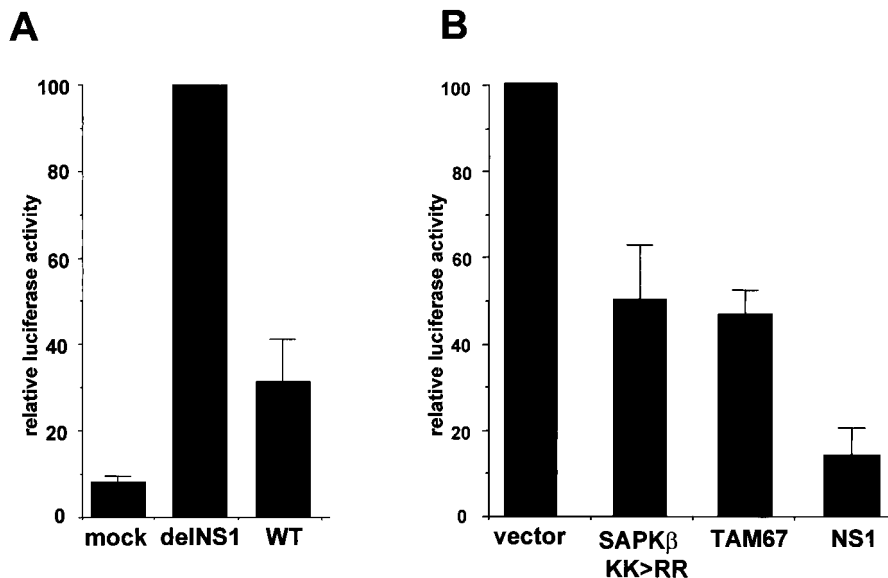 A
relative luciferase activity
100
80
60
40
20
0
mock delNS1 WT
B
relative luciferase activity
100
80
60
40
20
0
vector SAPKβ TAM67 NS1
KK>RR